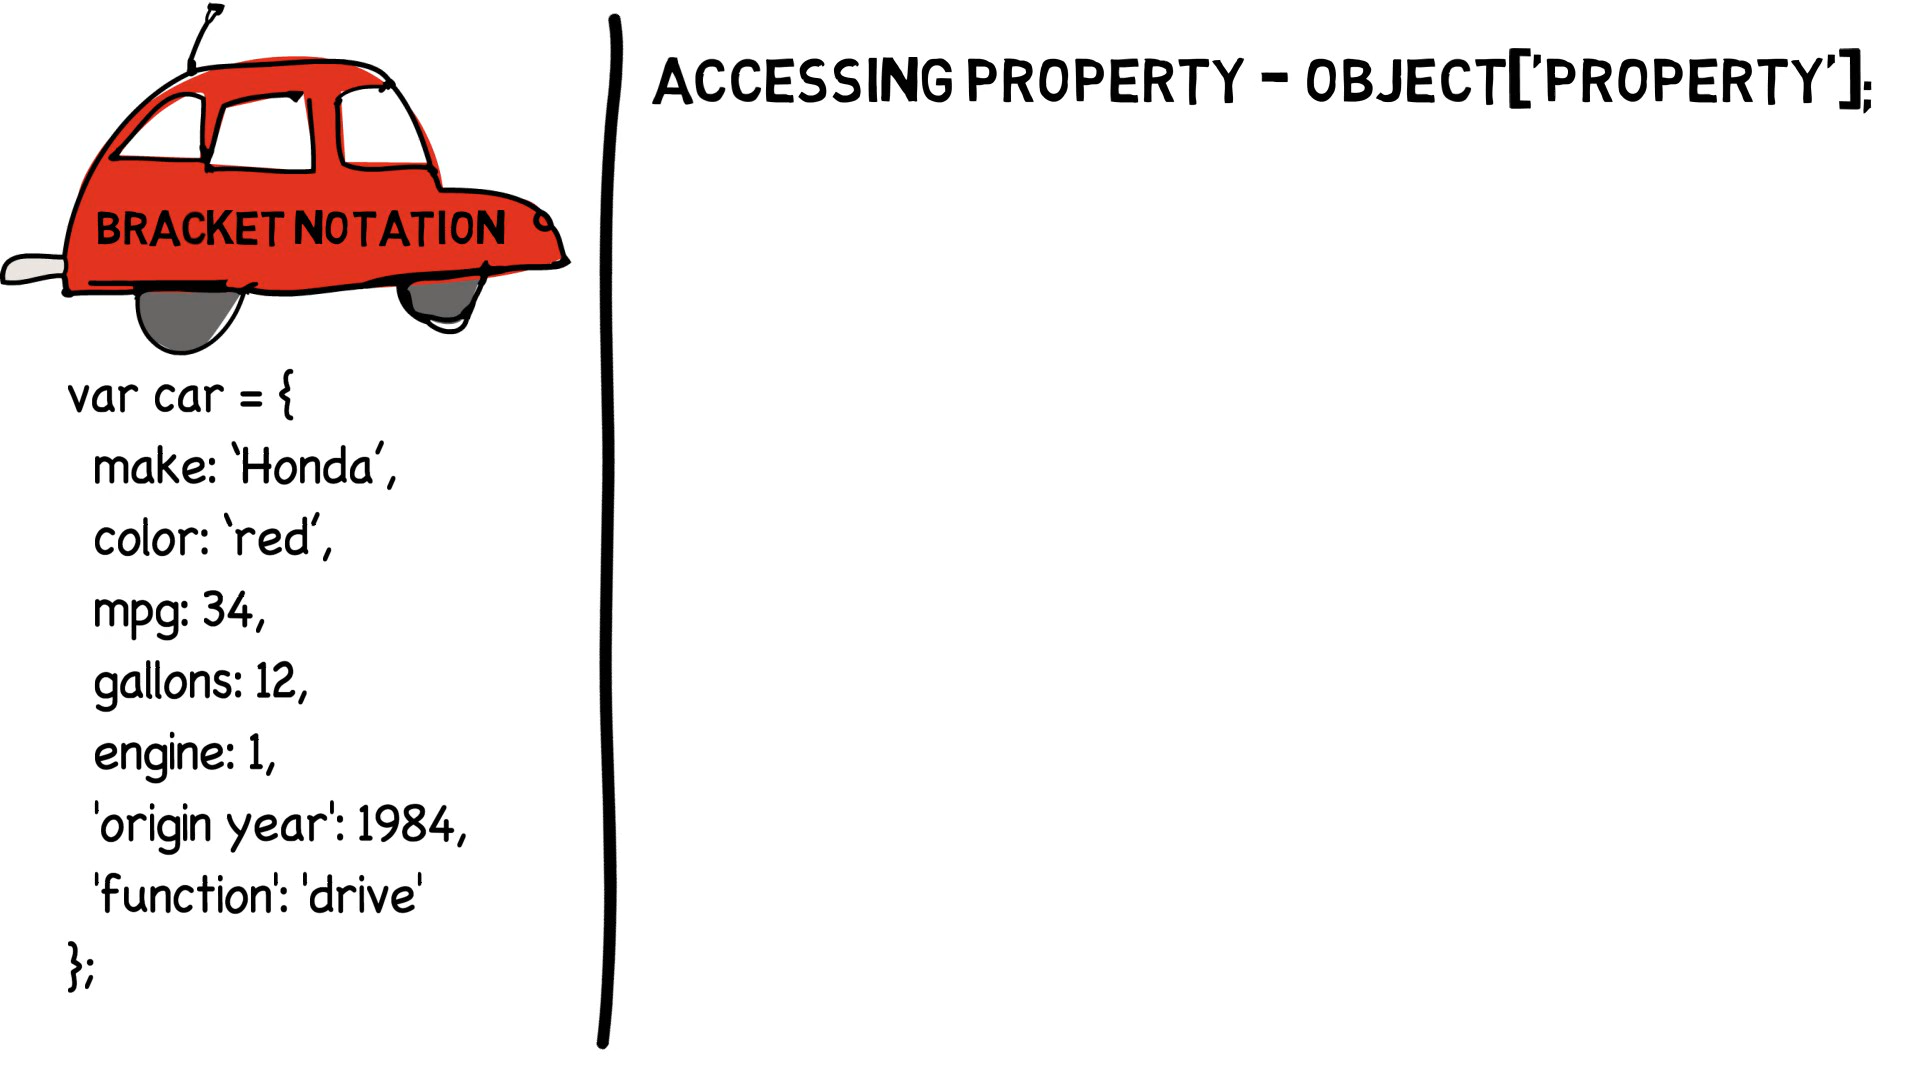 BRACKET NOTATION
var car = {
make: ‘Honda’,
color: ‘red’,
mpg: 34,
gallons: 12,
engine: 1,
'origin year': 1984,
'function': 'drive'
};
ACCESSING PROPERTY - OBJECT['PROPERTY'];